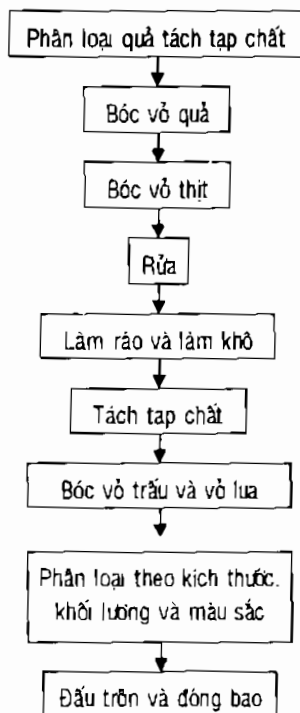 Phân loại quả tách tạp chất
Bóc vỏ quả
Bóc vỏ thịt
Rửa
Làm ráo và làm khô
Tách tạp chất
Bóc vỏ trấu và vỏ lụa
Phân loại theo kích thước.
khối lượng và màu sắc
Đấu trộn và đóng bao